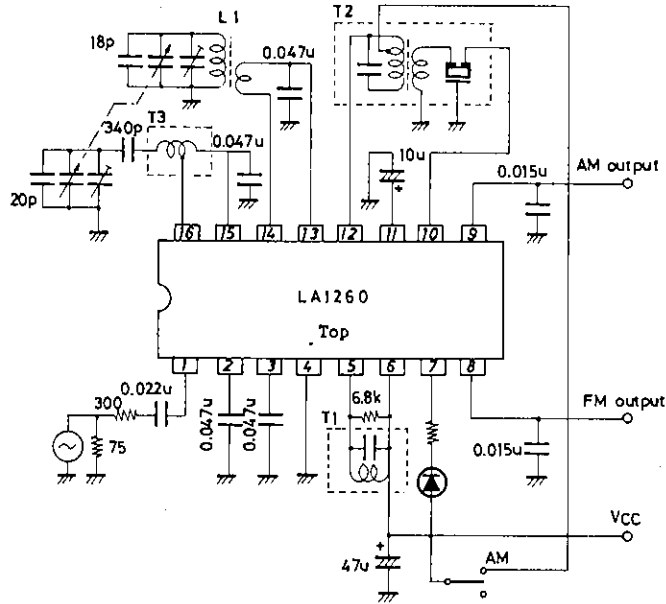 L1
T2
18p
0.047u
340p
T3
0.047u
20p
10u
0.015u
AM output
16 15 14 13 12 11 10 9
LA1260
Top
1 2 3 4 5 6 7 8
0.022u
300
75
0.047u
0.047u
6.8k
T1
FM output
0.015u
VCC
47u
AM